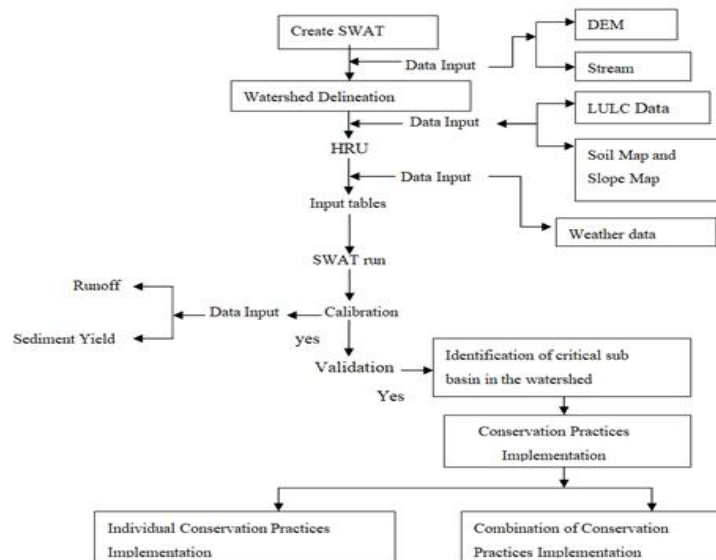 Create SWAT
DEM
Data Input
Stream
Watershed Delineation
LULC Data
Data Input
HRU
Soil Map and
Slope Map
Data Input
Input tables
Weather data
SWAT run
Runoff
Data Input
Calibration
Sediment Yield
yes
Validation
Identification of critical sub
basin in the watershed
Yes
Conservation Practices
Implementation
Individual Conservation Practices
Implementation
Combination of Conservation
Practices Implementation